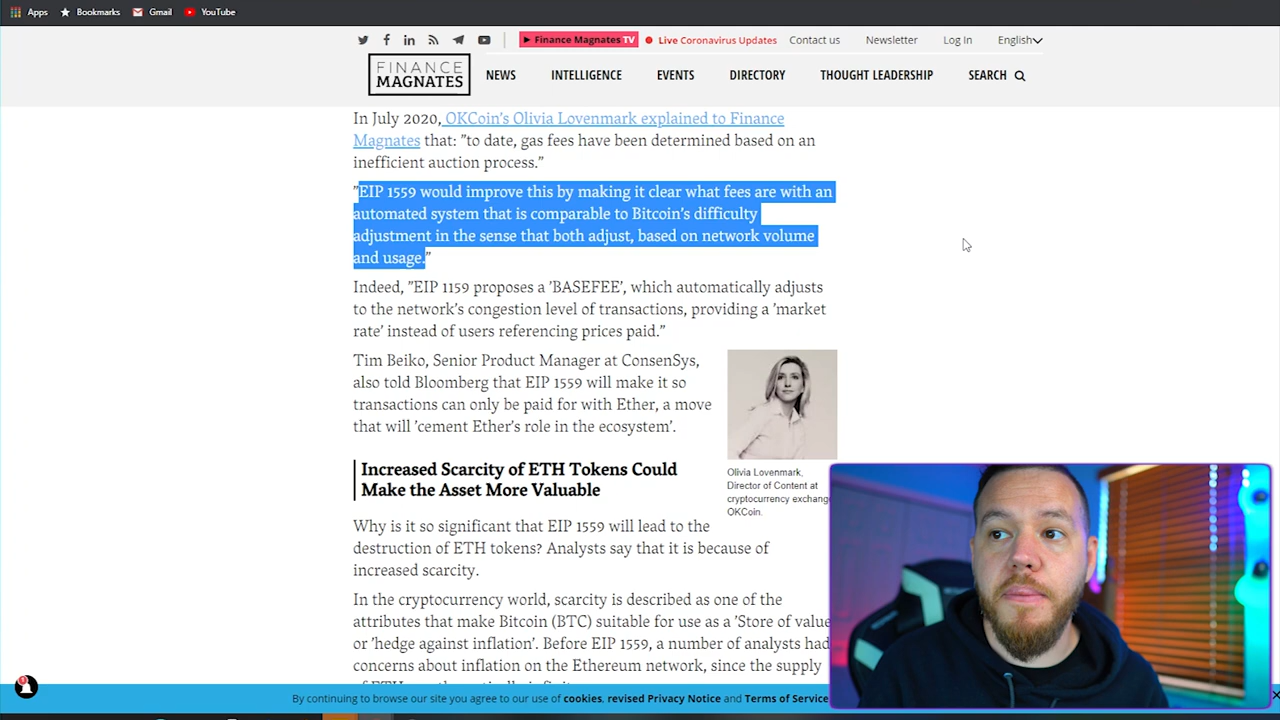 Apps Bookmarks Gmail YouTube
Finance Magnates TV Live Coronavirus Updates Contact us Newsletter Log In English
FINANCE
MAGNATES
NEWS INTELLIGENCE EVENTS DIRECTORY THOUGHT LEADERSHIP SEARCH
In July 2020, OKCoin's Olivia Lovenmark explained to Finance
Magnates that: "to date, gas fees have been determined based on an
inefficient auction process."
"EIP 1559 would improve this by making it clear what fees are with an
automated system that is comparable to Bitcoin's difficulty
adjustment in the sense that both adjust, based on network volume
and usage."
Indeed, "EIP 1159 proposes a 'BASEFEE', which automatically adjusts
to the network's congestion level of transactions, providing a 'market
rate' instead of users referencing prices paid."
Tim Beiko, Senior Product Manager at ConsenSys,
also told Bloomberg that EIP 1559 will make it so
transactions can only be paid for with Ether, a move
that will 'cement Ether's role in the ecosystem'.
Olivia Lovenmark,
Director of Content at
cryptocurrency exchang
OKCoin.
Increased Scarcity of ETH Tokens Could
Make the Asset More Valuable
Why is it so significant that EIP 1559 will lead to the
destruction of ETH tokens? Analysts say that it is because of
increased scarcity.
In the cryptocurrency world, scarcity is described as one of the
attributes that make Bitcoin (BTC) suitable for use as a 'Store of value
or 'hedge against inflation'. Before EIP 1559, a number of analysts had
concerns about inflation on the Ethereum network, since the supply
By continuing to browse our site you agree to our use of cookies, revised Privacy Notice and Terms of Service